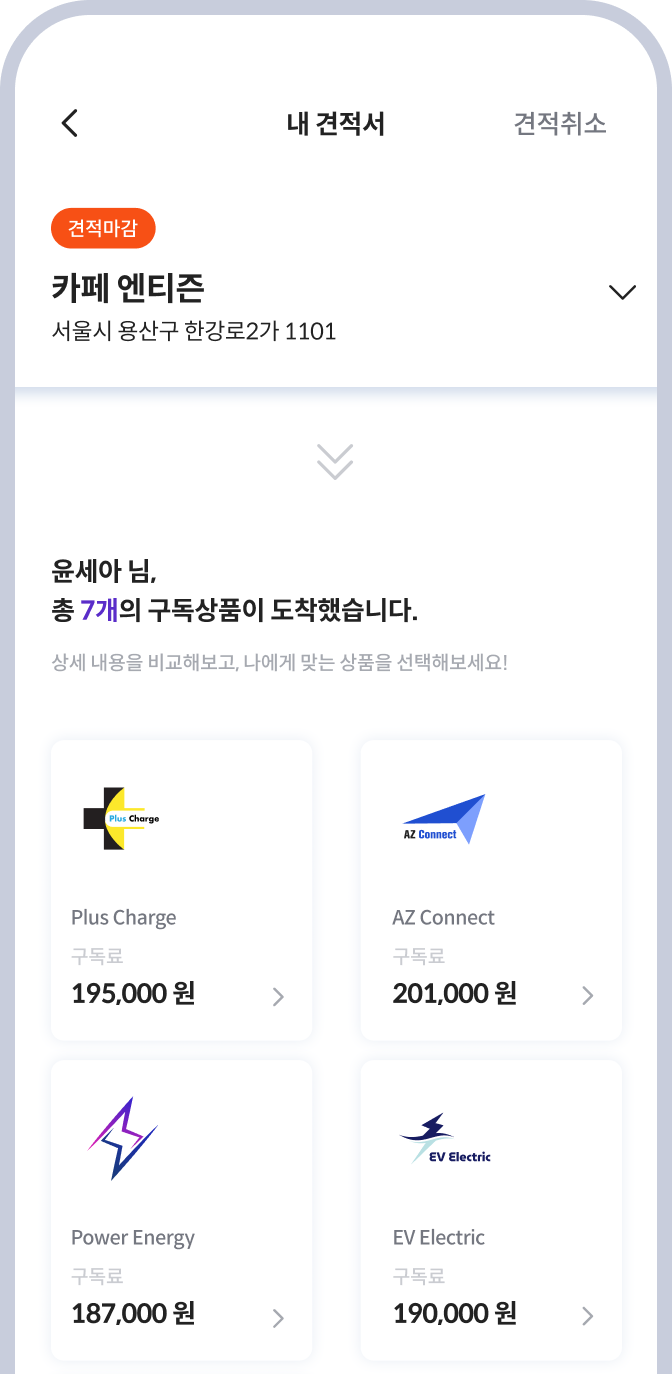 내 견적서
견적취소
견적마감
카페 엔티즌
서울시 용산구 한강로2가 1101
윤세아 님,
총 7개의 구독상품이 도착했습니다.
상세 내용을 비교해보고, 나에게 맞는 상품을 선택해보세요!
Plus Charge
Plus Charge
구독료
195,000 원
AZ Connect
AZ Connect
구독료
201,000 원
Power Energy
구독료
187,000 원
EV Electric
EV Electric
구독료
190,000 원